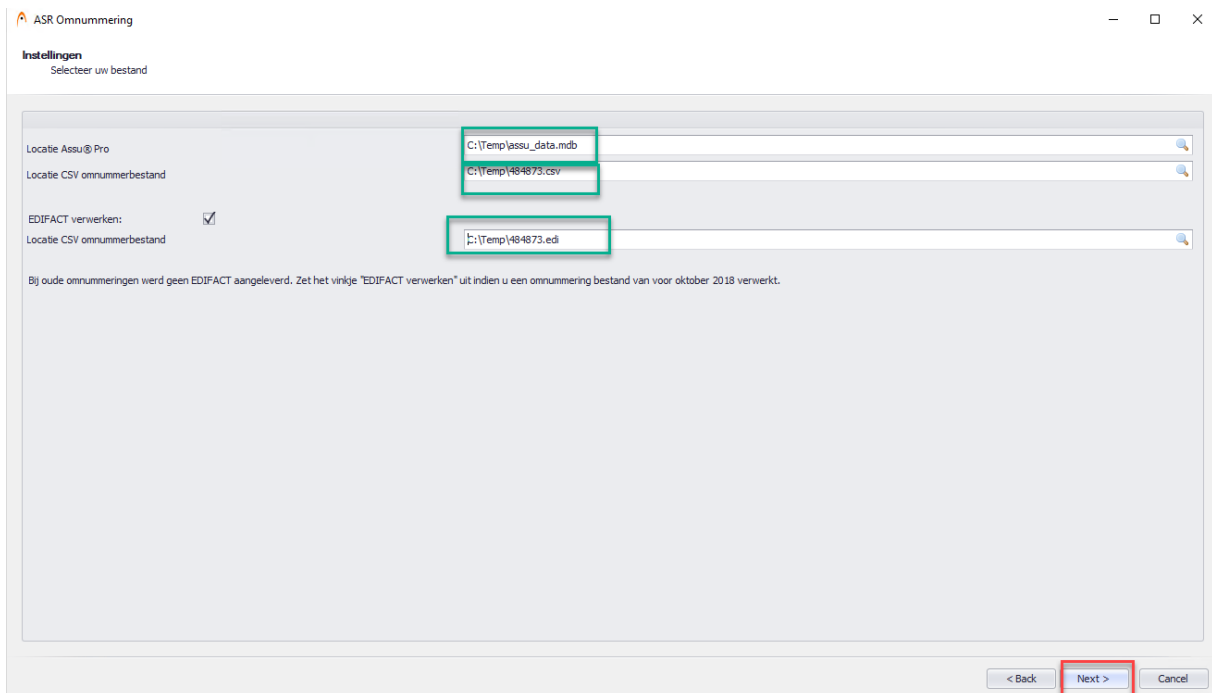 ASR Omnummering
Instellingen
Selecteer uw bestand
Locatie Assu® Pro
C:\Temp\assu_data.mdb
Locatie CSV omnummerbestand
C:\Temp\484873.csv
EDIFACT verwerken:
Locatie CSV omnummerbestand
C:\Temp\484873.edi
Bij oude omnummeringen werd geen EDIFACT aangeleverd. Zet het vinkje "EDIFACT verwerken" uit indien u een omnummering bestand van voor oktober 2018 verwerkt.
< Back
Next >
Cancel